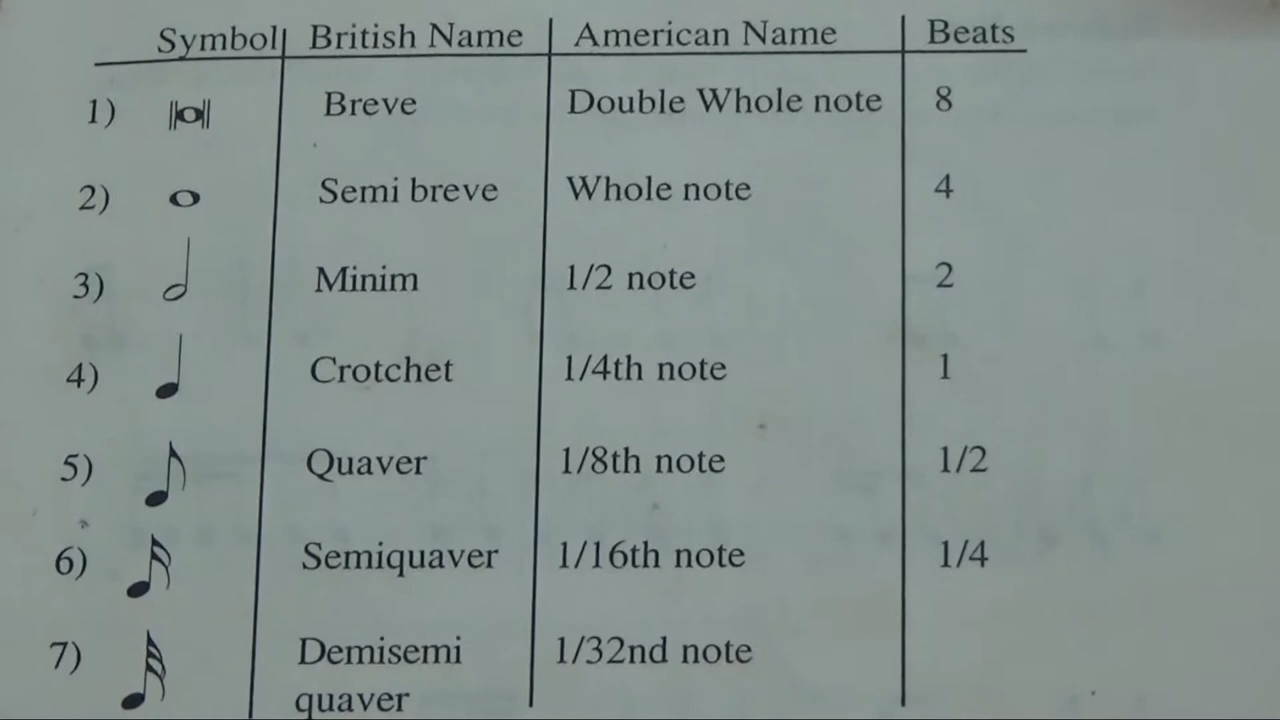 Symbol British Name American Name Beats
1) Breve Double Whole note 8
2) Semi breve Whole note 4
3) Minim 1/2 note 2
4) Crotchet 1/4th note 1
5) Quaver 1/8th note 1/2
6) Semiquaver 1/16th note 1/4
7) Demisemi 1/32nd note
quaver